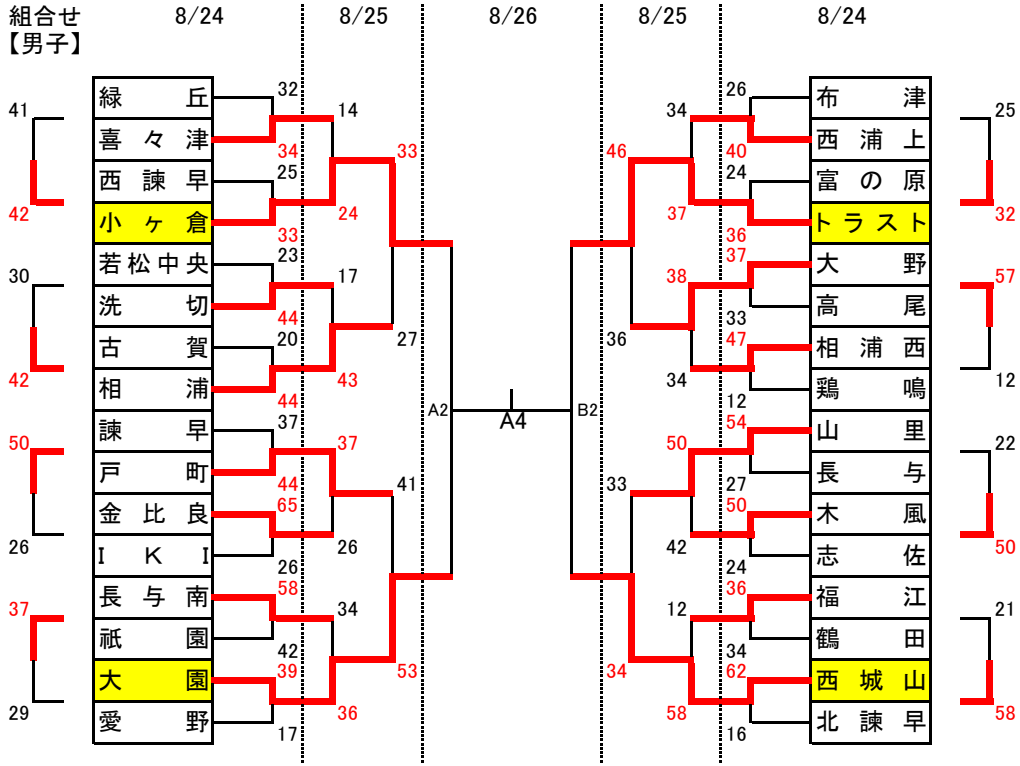 組合せ 8/24 8/25 8/26 8/25 8/24
【男子】
緑丘 32 26 布津
41 14 34 25
喜々津 34 33 46 40 西浦上
西諫早 25 24 富の原
42 24 37 32
小ヶ倉 33 36 トラスト
若松中央 23 37 大野
30 17 38 57
洗切 44 33 高尾
古賀 20 27 36 47 相浦西
42 43 34 12
相浦 44 12 鶏鳴
A2 A4 B2
諫早 37 54 山里
50 37 50 22
戸町 44 27 長与
金比良 65 41 33 50 木風
26 26 42 50
I K I 26 24 志佐
長与南 58 36 福江
37 34 12 21
祇園 42 34 鶴田
大園 39 53 34 62 西城山
29 36 58 58
愛野 17 16 北諫早